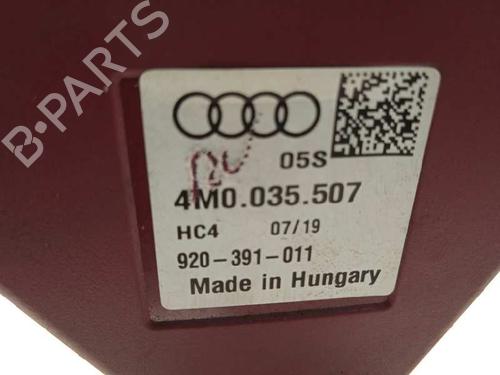 B-PARTS
05S
4M0.035.507
HC4 07/19
920-391-011
Made in Hungary